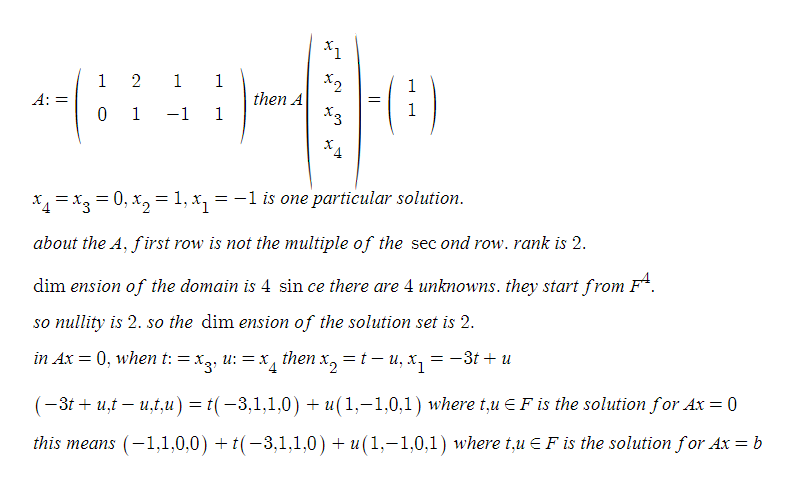 A: = ( 1 2 1 1 ; 0 1 −1 1 ) then A ( x₁ ; x₂ ; x₃ ; x₄ ) = ( 1 ; 1 )
x₄ = x₃ = 0, x₂ = 1, x₁ = −1 is one particular solution.
about the A, first row is not the multiple of the sec ond row. rank is 2.
dim ension of the domain is 4 sin ce there are 4 unknowns. they start from F⁴.
so nullity is 2. so the dim ension of the solution set is 2.
in Ax = 0, when t: = x₃, u: = x₄ then x₂ = t − u, x₁ = −3t + u
(−3t + u,t − u,t,u) = t(−3,1,1,0) + u(1,−1,0,1) where t,u ∈ F is the solution for Ax = 0
this means (−1,1,0,0) + t(−3,1,1,0) + u(1,−1,0,1) where t,u ∈ F is the solution for Ax = b